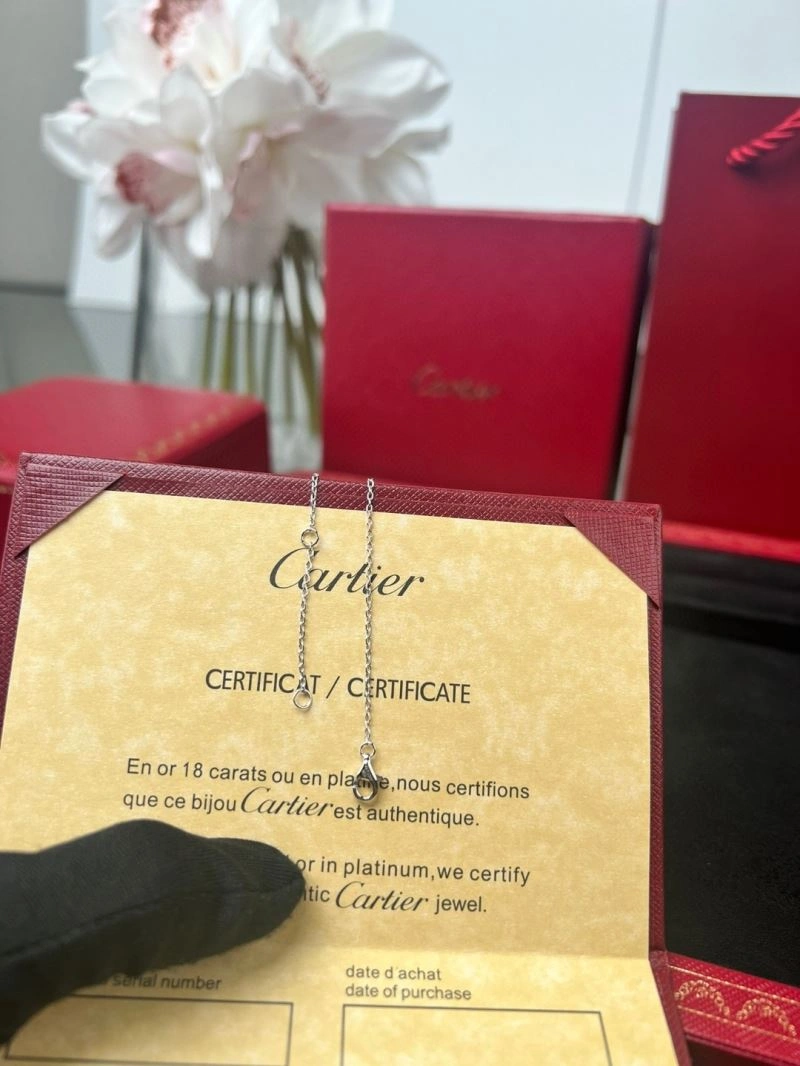 Cartier
Cartier
CERTIFICAT / CERTIFICATE
En or 18 carats ou en platine,nous certifions
que ce bijou Cartier est authentique.
or in platinum,we certify
Cartier jewel.
serial number
date d'achat
date of purchase